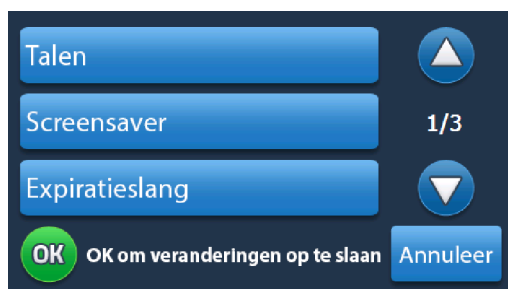 Talen
Screensaver
1/3
Expiratieslang
OK OK om veranderingen op te slaan Annuleer